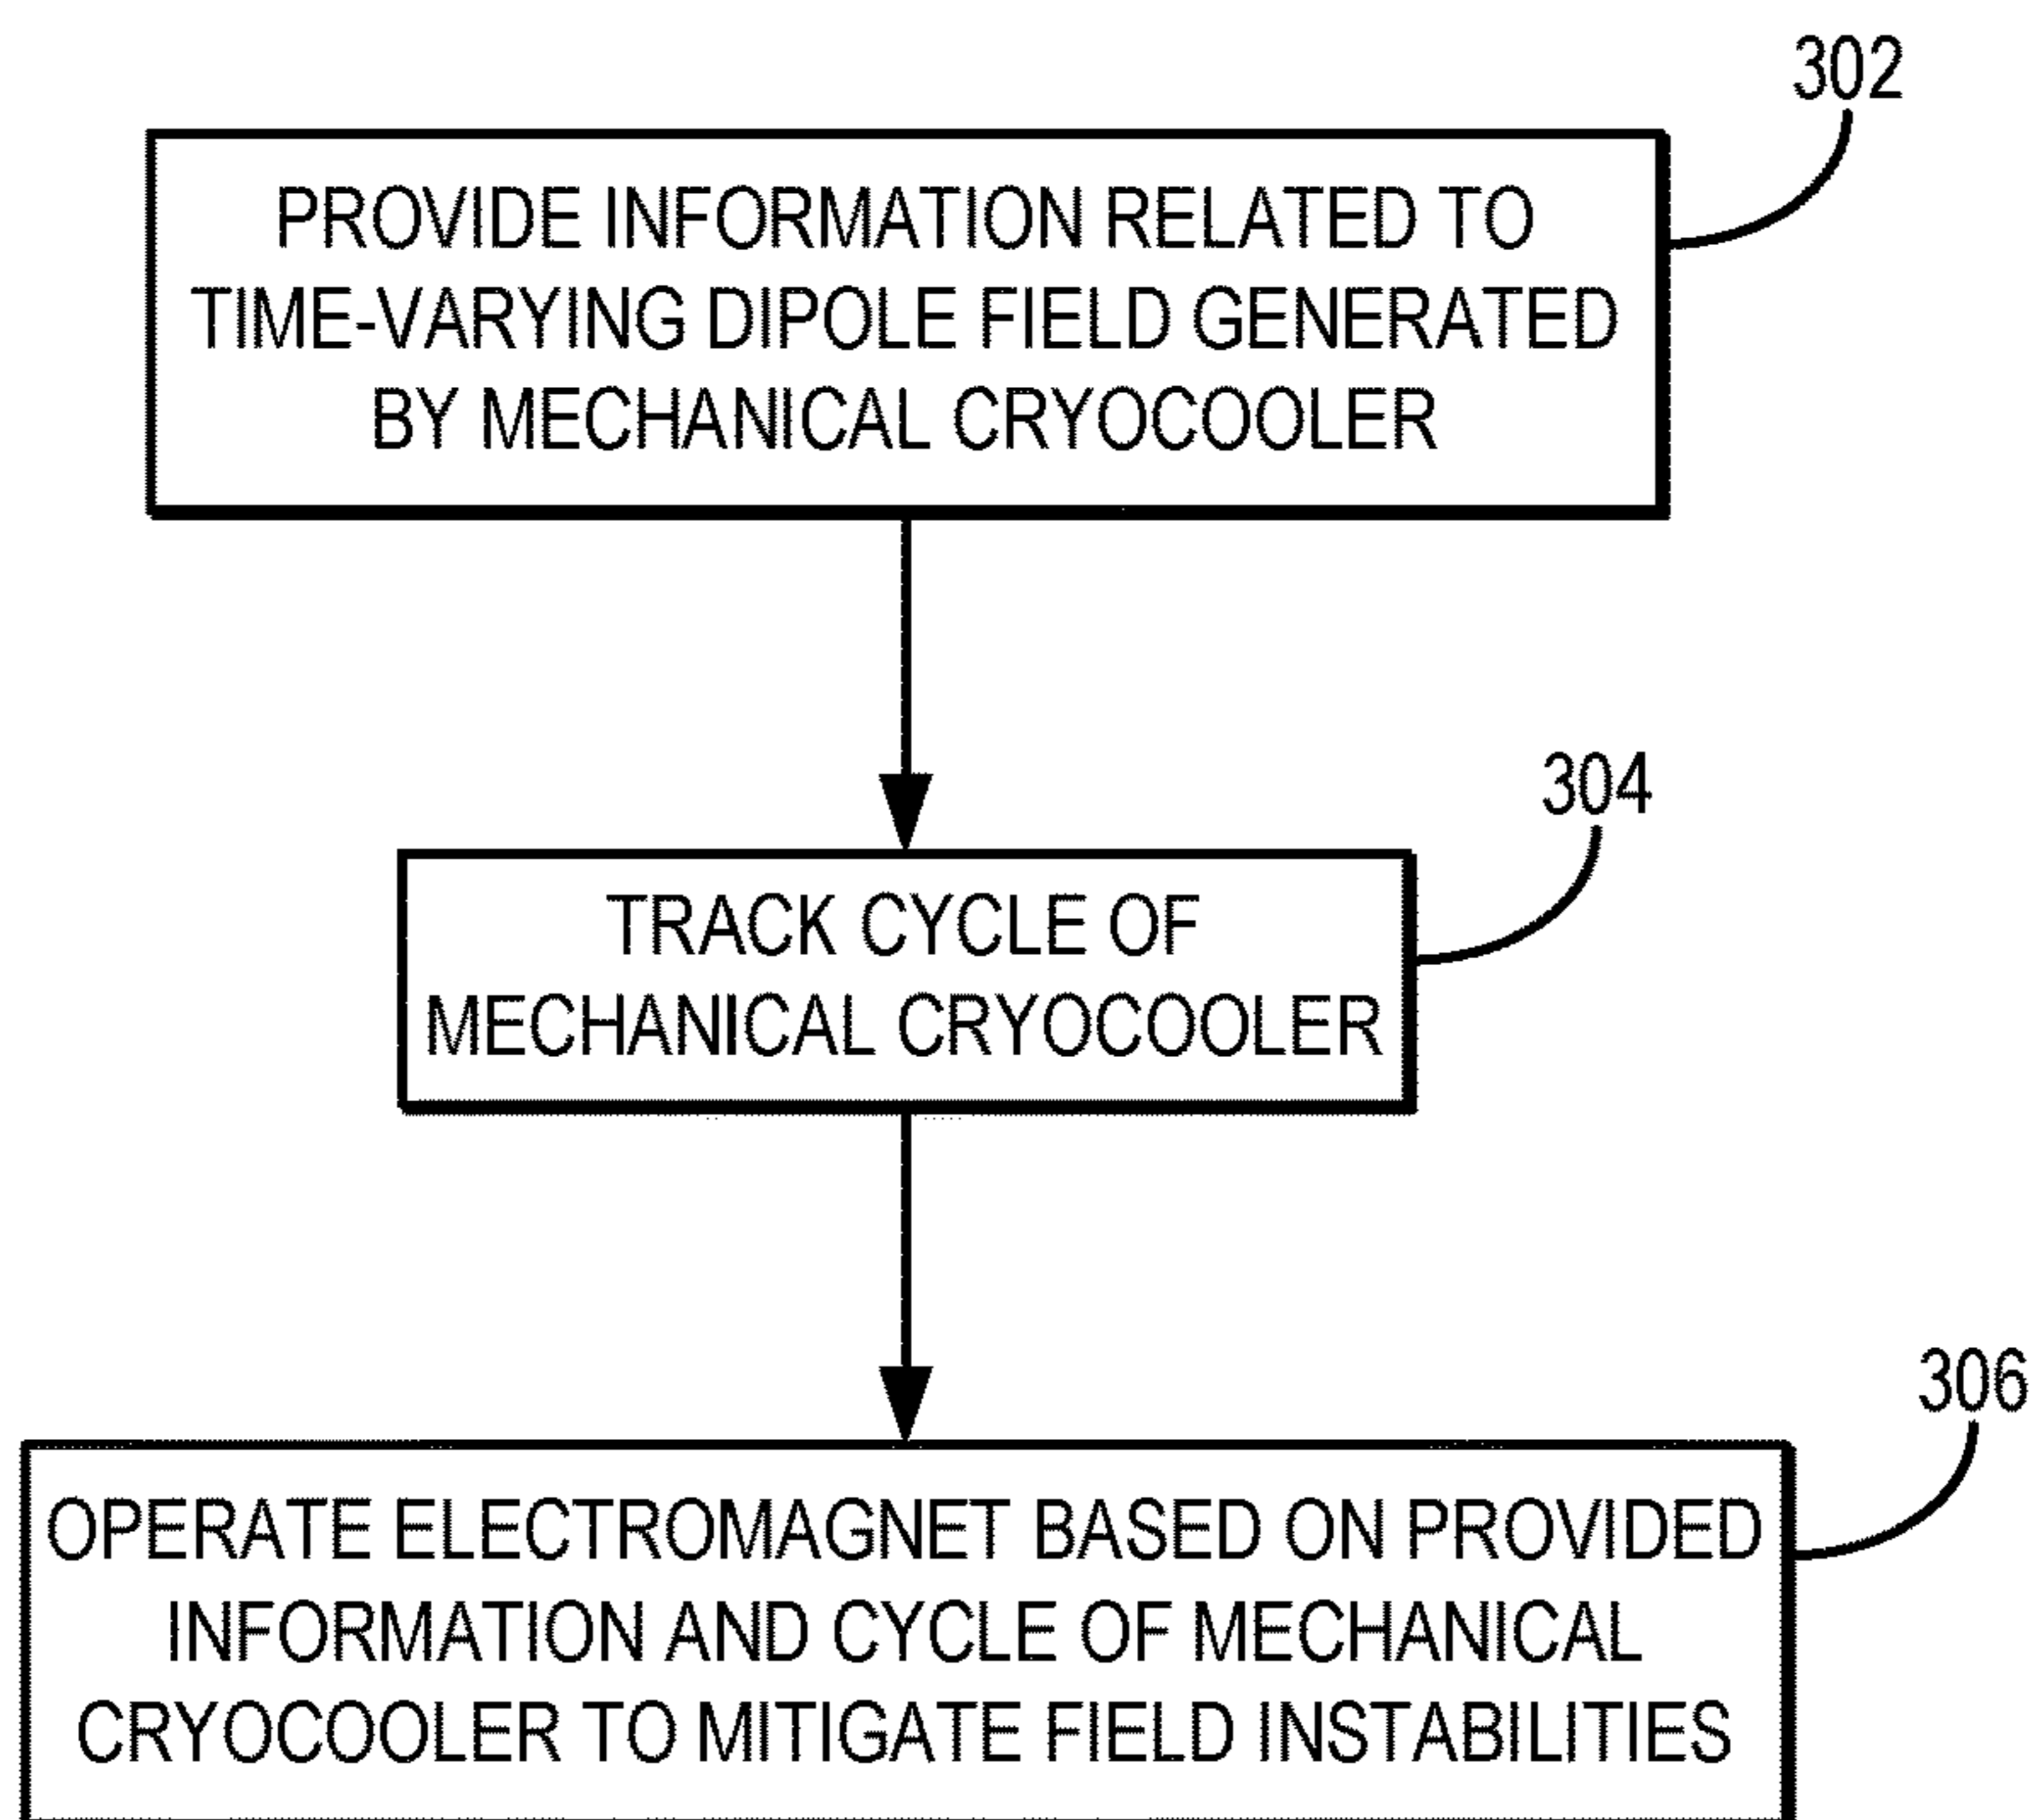 302
PROVIDE INFORMATION RELATED TO
TIME-VARYING DIPOLE FIELD GENERATED
BY MECHANICAL CRYOCOOLER
304
TRACK CYCLE OF
MECHANICAL CRYOCOOLER
306
OPERATE ELECTROMAGNET BASED ON PROVIDED
INFORMATION AND CYCLE OF MECHANICAL
CRYOCOOLER TO MITIGATE FIELD INSTABILITIES